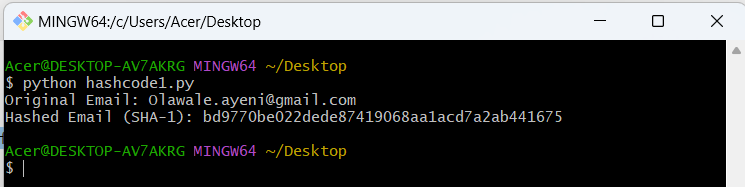 MINGW64:/c/Users/Acer/Desktop
Acer@DESKTOP-AV7AKRG MINGW64 ~/Desktop
$ python hashcode1.py
Original Email: Olawale.ayeni@gmail.com
Hashed Email (SHA-1): bd9770be022dede87419068aa1acd7a2ab441675
Acer@DESKTOP-AV7AKRG MINGW64 ~/Desktop
$